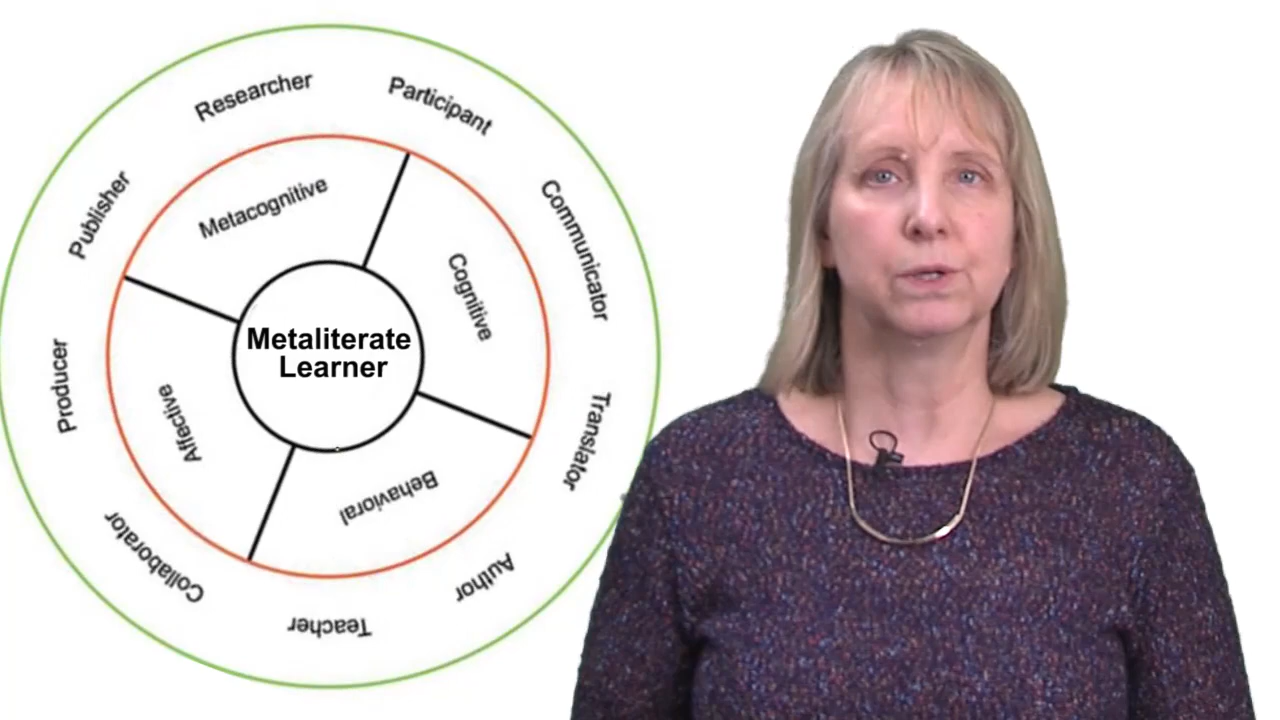 Metaliterate
Learner
Metacognitive
Cognitive
Behavioral
Affective
Researcher
Participant
Communicator
Translator
Author
Teacher
Collaborator
Producer
Publisher